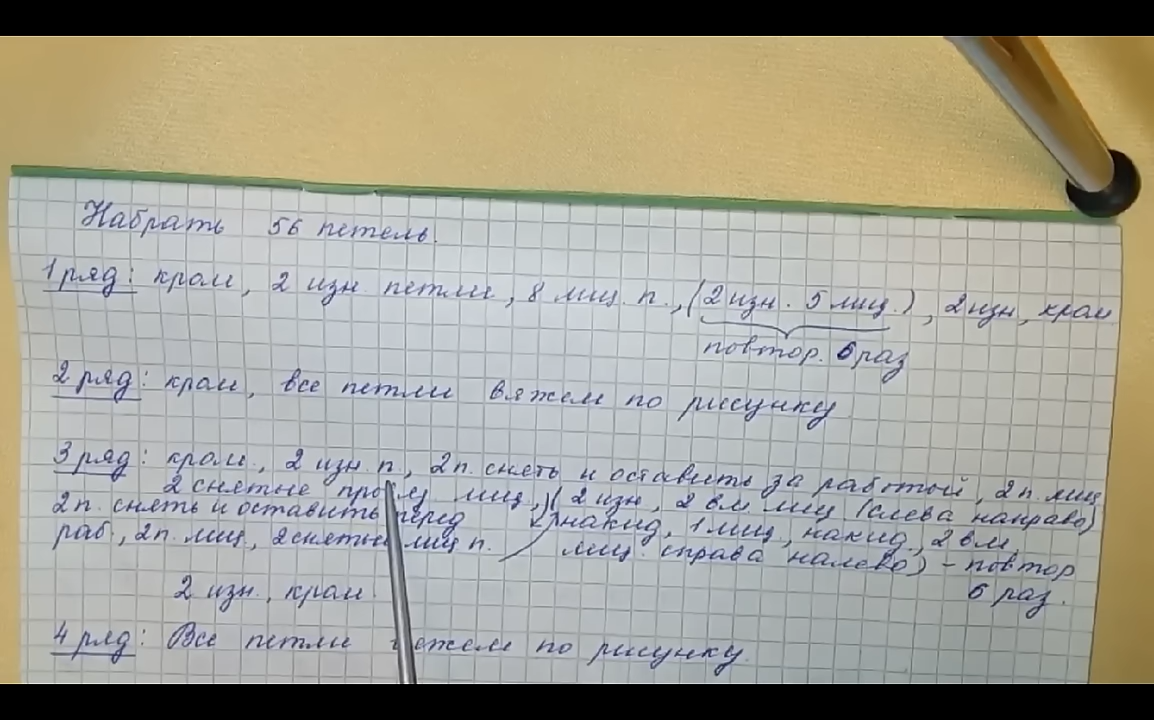 Набрать 56 петель.
1 ряд: кром, 2 изн. петли, 8 лиц. п., (2 изн. 5 лиц.), 2 изн, кром
повтор. 6 раз
2 ряд: кром, все петли вяжем по рисунку
3 ряд: кром., 2 изн. п., 2 п. снять и оставить за работой, 2 п. лиц
2 снятые лиц, (2 изн, 2 вм лиц (слева направо)
2 п. снять и оставить перед накид, 1 лиц, накид, 2 вм.
раб., 2 п. лиц, 2 снятые лиц п. лиц. справа налево) - повтор
2 изн., кром. 6 раз.
4 ряд: Все петли вяжем по рисунку.